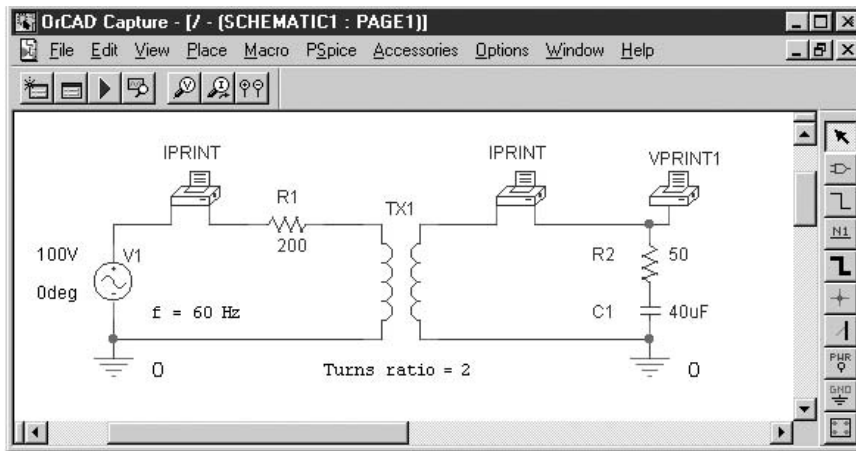 OrCAD Capture - [/ - (SCHEMATIC1 : PAGE1)]
File Edit View Place Macro PSpice Accessories Options Window Help
IPRINT
IPRINT
VPRINT1
R1
200
TX1
100V
V1
0deg
f = 60 Hz
R2
50
C1
40uF
0
Turns ratio = 2
0
V
I
N1
PWR
GND